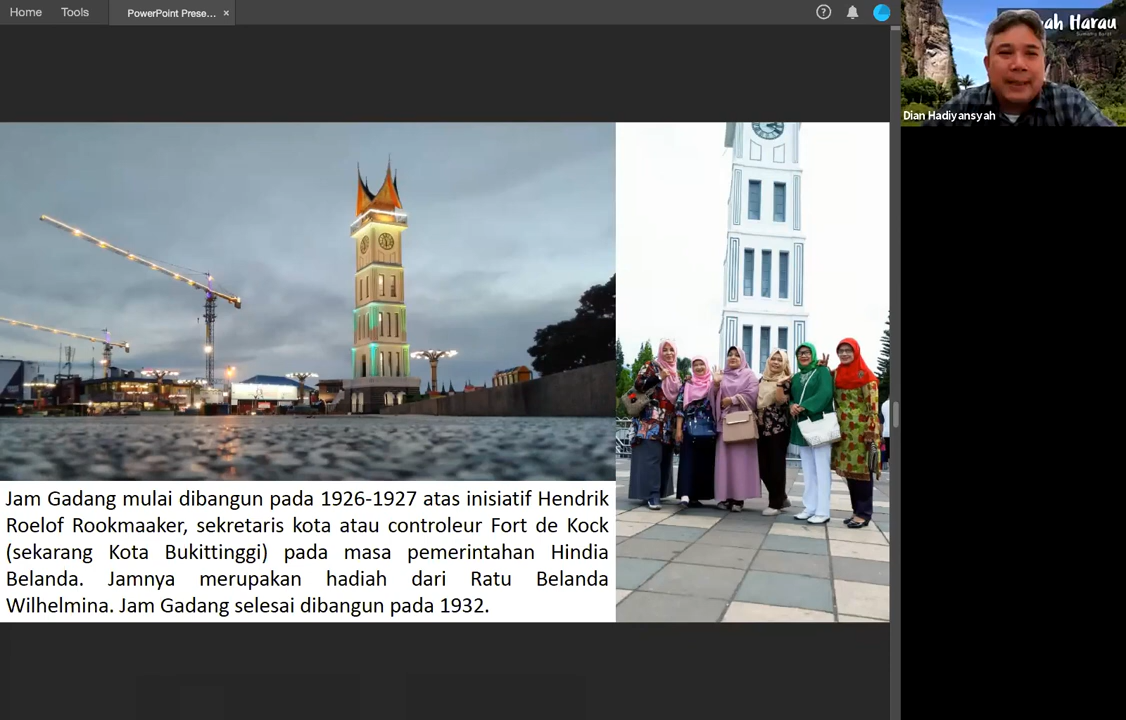 Home Tools PowerPoint Prese... ×
ah Harau
Dian Hadiyansyah
Jam Gadang mulai dibangun pada 1926-1927 atas inisiatif Hendrik
Roelof Rookmaaker, sekretaris kota atau controleur Fort de Kock
(sekarang Kota Bukittinggi) pada masa pemerintahan Hindia
Belanda. Jamnya merupakan hadiah dari Ratu Belanda
Wilhelmina. Jam Gadang selesai dibangun pada 1932.